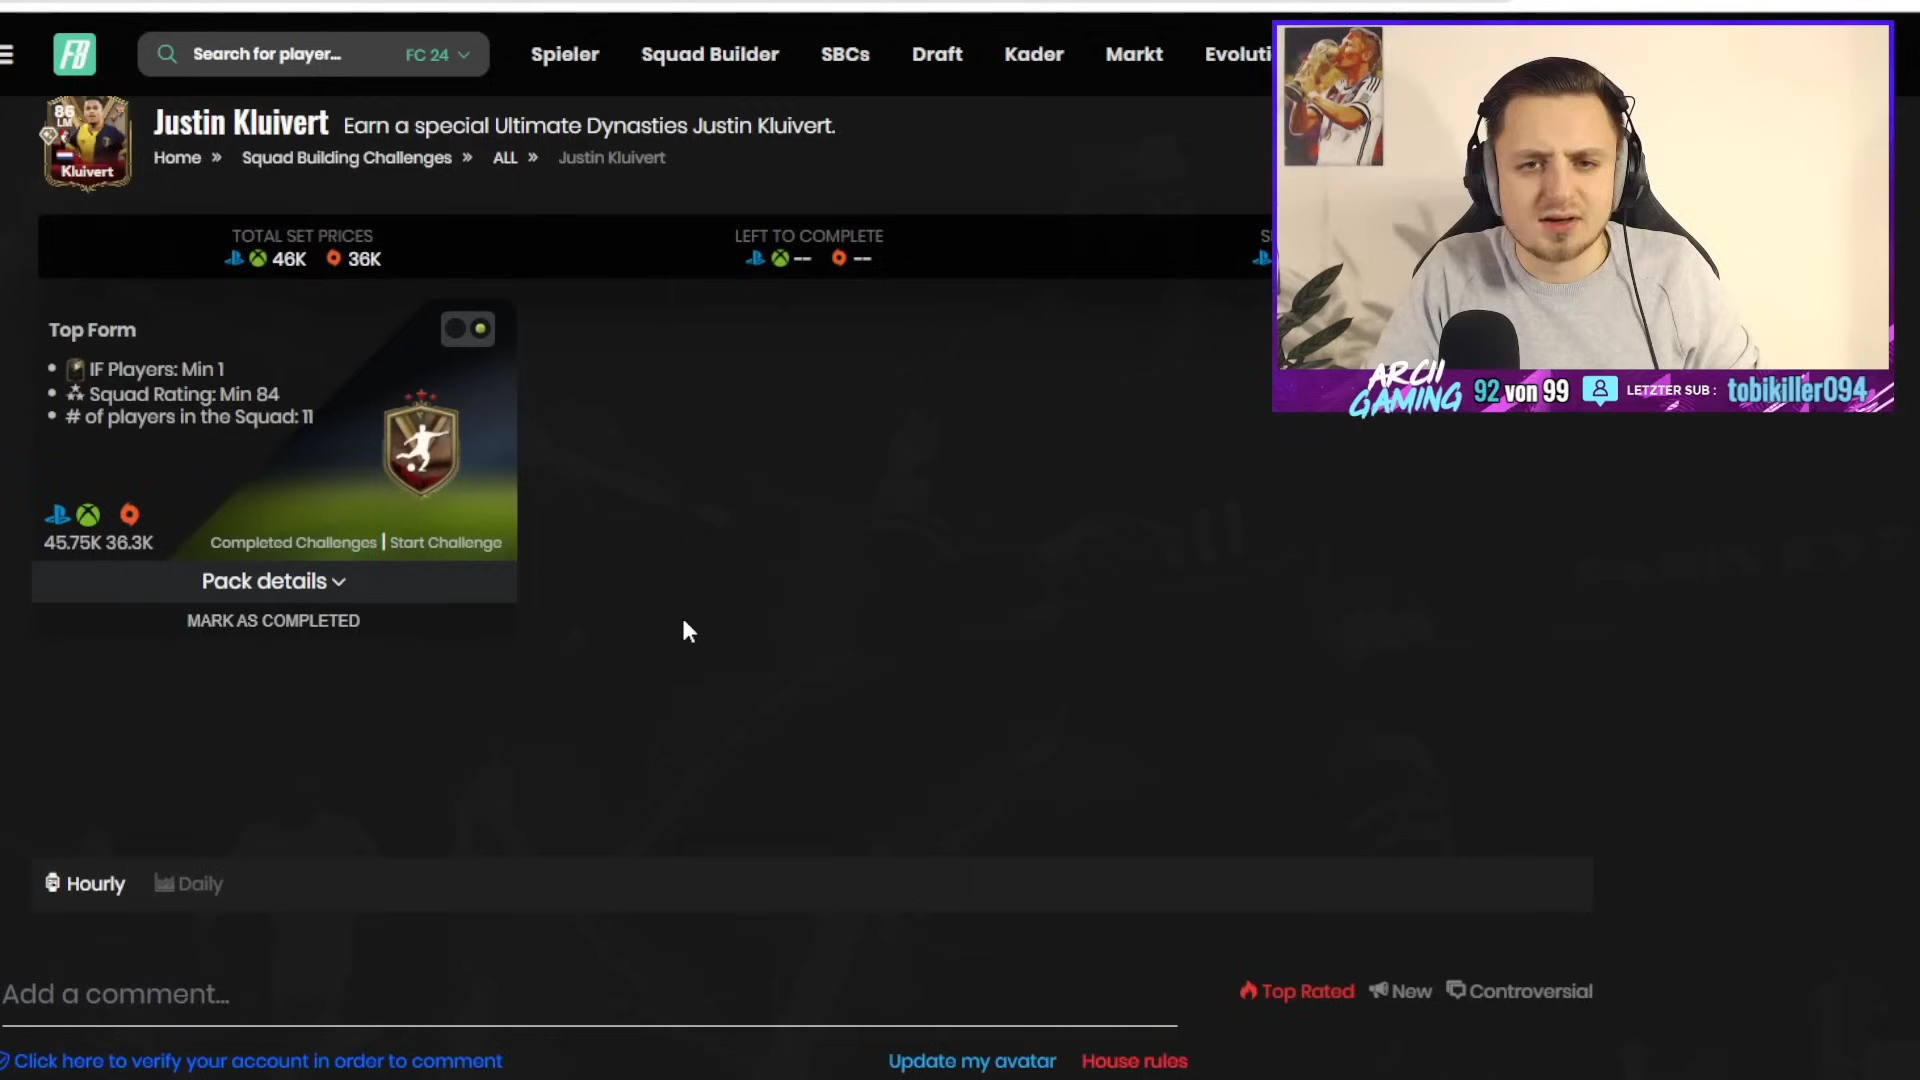 FB Search for player... FC 24 Spieler Squad Builder SBCs Draft Kader Markt Evoluti
86
LM
Kluivert
Justin Kluivert Earn a special Ultimate Dynasties Justin Kluivert.
Home » Squad Building Challenges » ALL » Justin Kluivert
TOTAL SET PRICES
46K 36K
LEFT TO COMPLETE
-- --
S
Top Form
• IF Players: Min 1
• Squad Rating: Min 84
• # of players in the Squad: 11
45.75K 36.3K
Completed Challenges | Start Challenge
Pack details
MARK AS COMPLETED
ARCII
GAMING
92 von 99
LETZTER SUB : tobikiller094
Hourly Daily
Add a comment...
Top Rated New Controversial
Click here to verify your account in order to comment
Update my avatar House rules